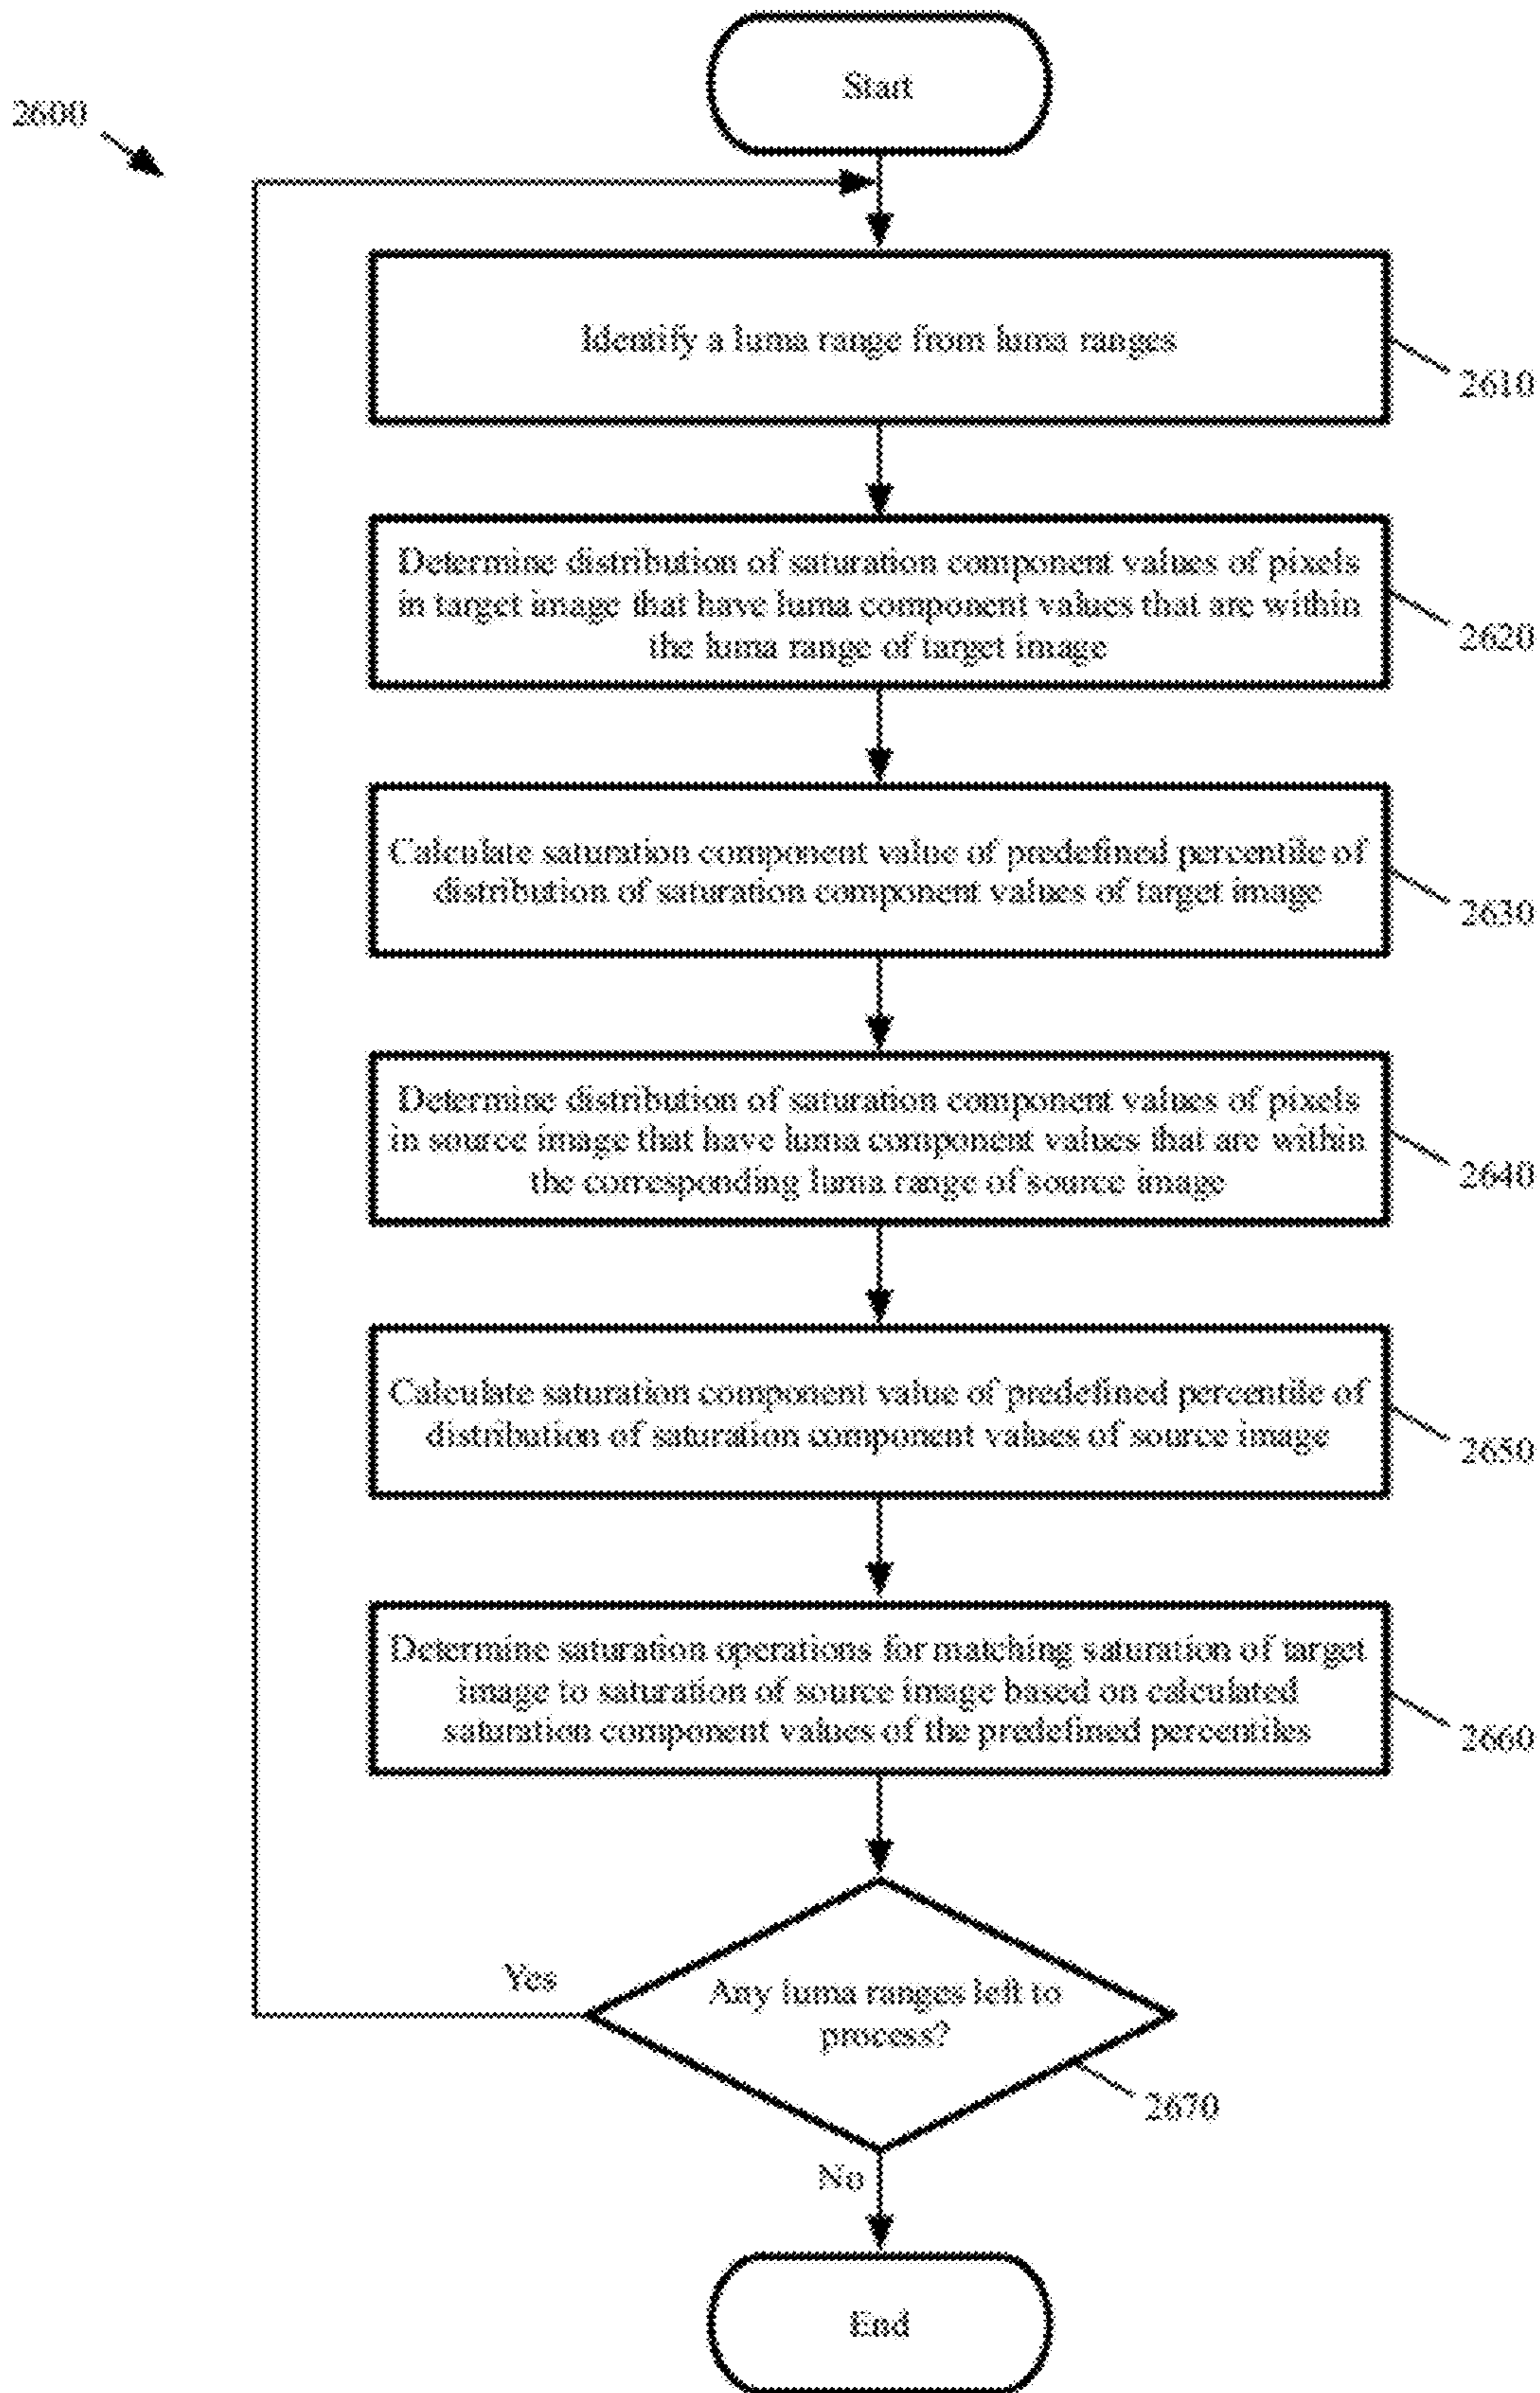 Start
2600
Identify a luma range from luma ranges
2610
Determine distribution of saturation component values of pixels
in target image that have luma component values that are within
the luma range of target image
2620
Calculate saturation component value of predefined percentile of
distribution of saturation component values of target image
2630
Determine distribution of saturation component values of pixels
in source image that have luma component values that are within
the corresponding luma range of source image
2640
Calculate saturation component value of predefined percentile of
distribution of saturation component values of source image
2650
Determine saturation operations for matching saturation of target
image to saturation of source image based on calculated
saturation component values of the predefined percentiles
2660
Yes
Any luma ranges left to
process?
2670
No
End